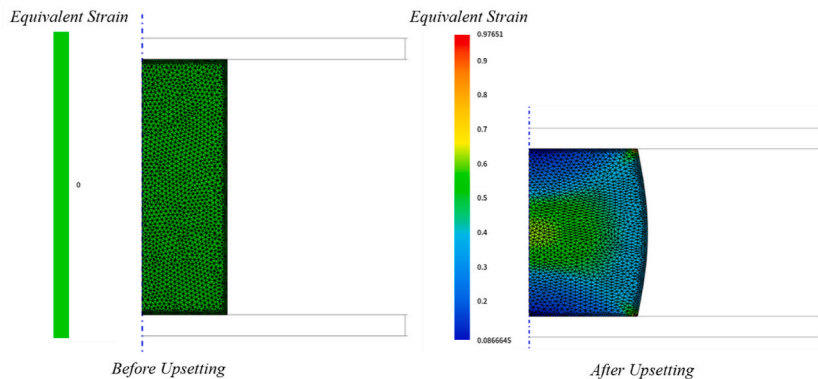 Equivalent Strain
0
Before Upsetting
Equivalent Strain
0.97651
0.9
0.8
0.7
0.6
0.5
0.4
0.3
0.2
0.0866645
After Upsetting